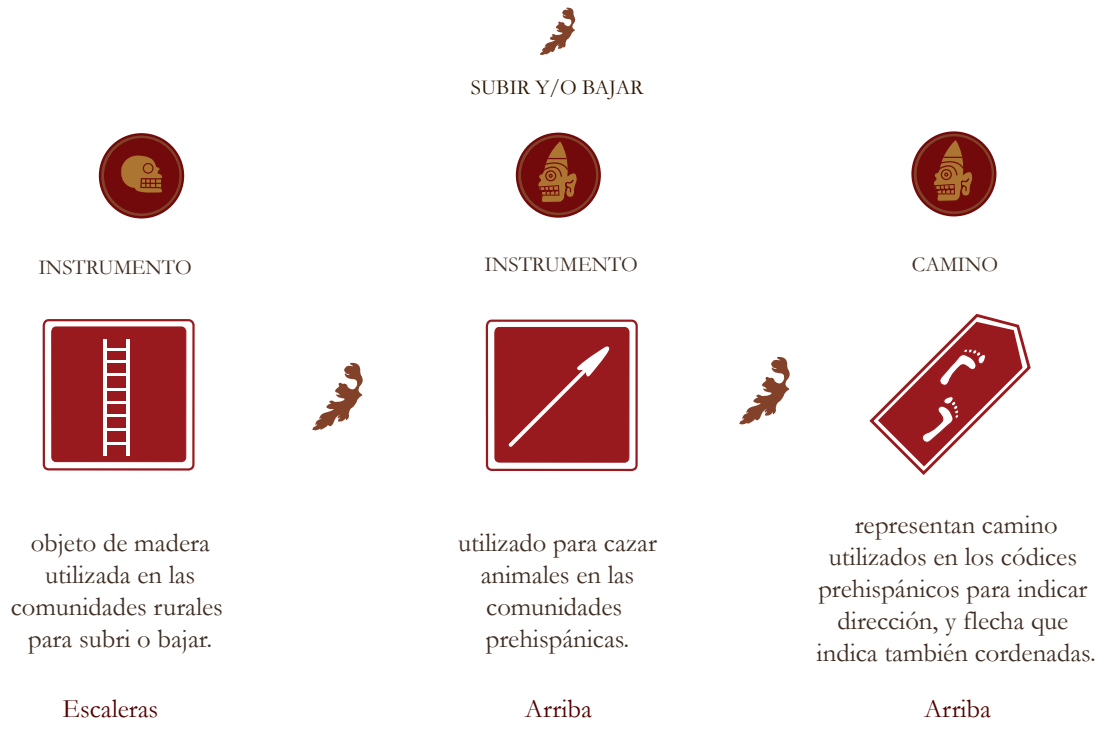 SUBIR Y/O BAJAR
INSTRUMENTO
objeto de madera
utilizada en las
comunidades rurales
para subri o bajar.
Escaleras
INSTRUMENTO
utilizado para cazar
animales en las
comunidades
prehispánicas.
Arriba
CAMINO
representan camino
utilizados en los códices
prehispánicos para indicar
dirección, y flecha que
indica también cordenadas.
Arriba